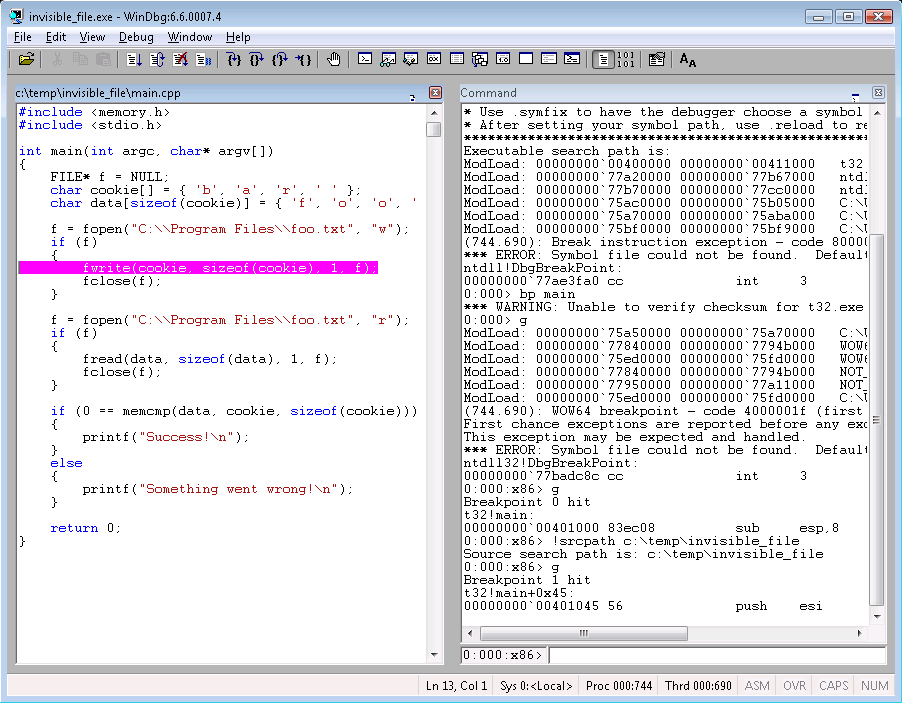 invisible_file.exe - WinDbg:6.6.0007.4
File Edit View Debug Window Help
c:\temp\invisible_file\main.cpp
#include <memory.h>
#include <stdio.h>
int main(int argc, char* argv[])
{
FILE* f = NULL;
char cookie[] = { 'b', 'a', 'r', ' ' };
char data[sizeof(cookie)] = { 'f', 'o', 'o', '
f = fopen("C:\\Program Files\\foo.txt", "w");
if (f)
{
fwrite(cookie, sizeof(cookie), 1, f);
fclose(f);
}
f = fopen("C:\\Program Files\\foo.txt", "r");
if (f)
{
fread(data, sizeof(data), 1, f);
fclose(f);
}
if (0 == memcmp(data, cookie, sizeof(cookie)))
{
printf("Success!\n");
}
else
{
printf("Something went wrong!\n");
}
return 0;
}
Command
* Use .symfix to have the debugger choose a symbol
* After setting your symbol path, use .reload to re
***************************************************
Executable search path is:
ModLoad: 00000000`00400000 00000000`00411000   t32
ModLoad: 00000000`77a20000 00000000`77b67000   ntdl
ModLoad: 00000000`77b70000 00000000`77cc0000   ntdl
ModLoad: 00000000`75ac0000 00000000`75b05000   C:\W
ModLoad: 00000000`75a70000 00000000`75aba000   C:\W
ModLoad: 00000000`75bf0000 00000000`75bf9000   C:\W
(744.690): Break instruction exception - code 80000
*** ERROR: Symbol file could not be found.  Default
ntdll!DbgBreakPoint:
00000000`77ae3fa0 cc              int     3
0:000> bp main
*** WARNING: Unable to verify checksum for t32.exe
0:000> g
ModLoad: 00000000`75a50000 00000000`75a70000   C:\W
ModLoad: 00000000`77840000 00000000`7794b000   WOW6
ModLoad: 00000000`75ed0000 00000000`75fd0000   WOW6
ModLoad: 00000000`77840000 00000000`7794b000   NOT_
ModLoad: 00000000`77950000 00000000`77a11000   NOT_
ModLoad: 00000000`75ed0000 00000000`75fd0000   C:\W
(744.690): WOW64 breakpoint - code 4000001f (first
First chance exceptions are reported before any exc
This exception may be expected and handled.
*** ERROR: Symbol file could not be found.  Default
ntdll32!DbgBreakPoint:
00000000`77badc8c cc              int     3
0:000:x86> g
Breakpoint 0 hit
t32!main:
00000000`00401000 83ec08          sub     esp,8
0:000:x86> !srcpath c:\temp\invisible_file
Source search path is: c:\temp\invisible_file
0:000:x86> g
Breakpoint 1 hit
t32!main+0x45:
00000000`00401045 56              push    esi
0:000:x86>
Ln 13, Col 1 Sys 0:<Local> Proc 000:744 Thrd 000:690 ASM OVR CAPS NUM